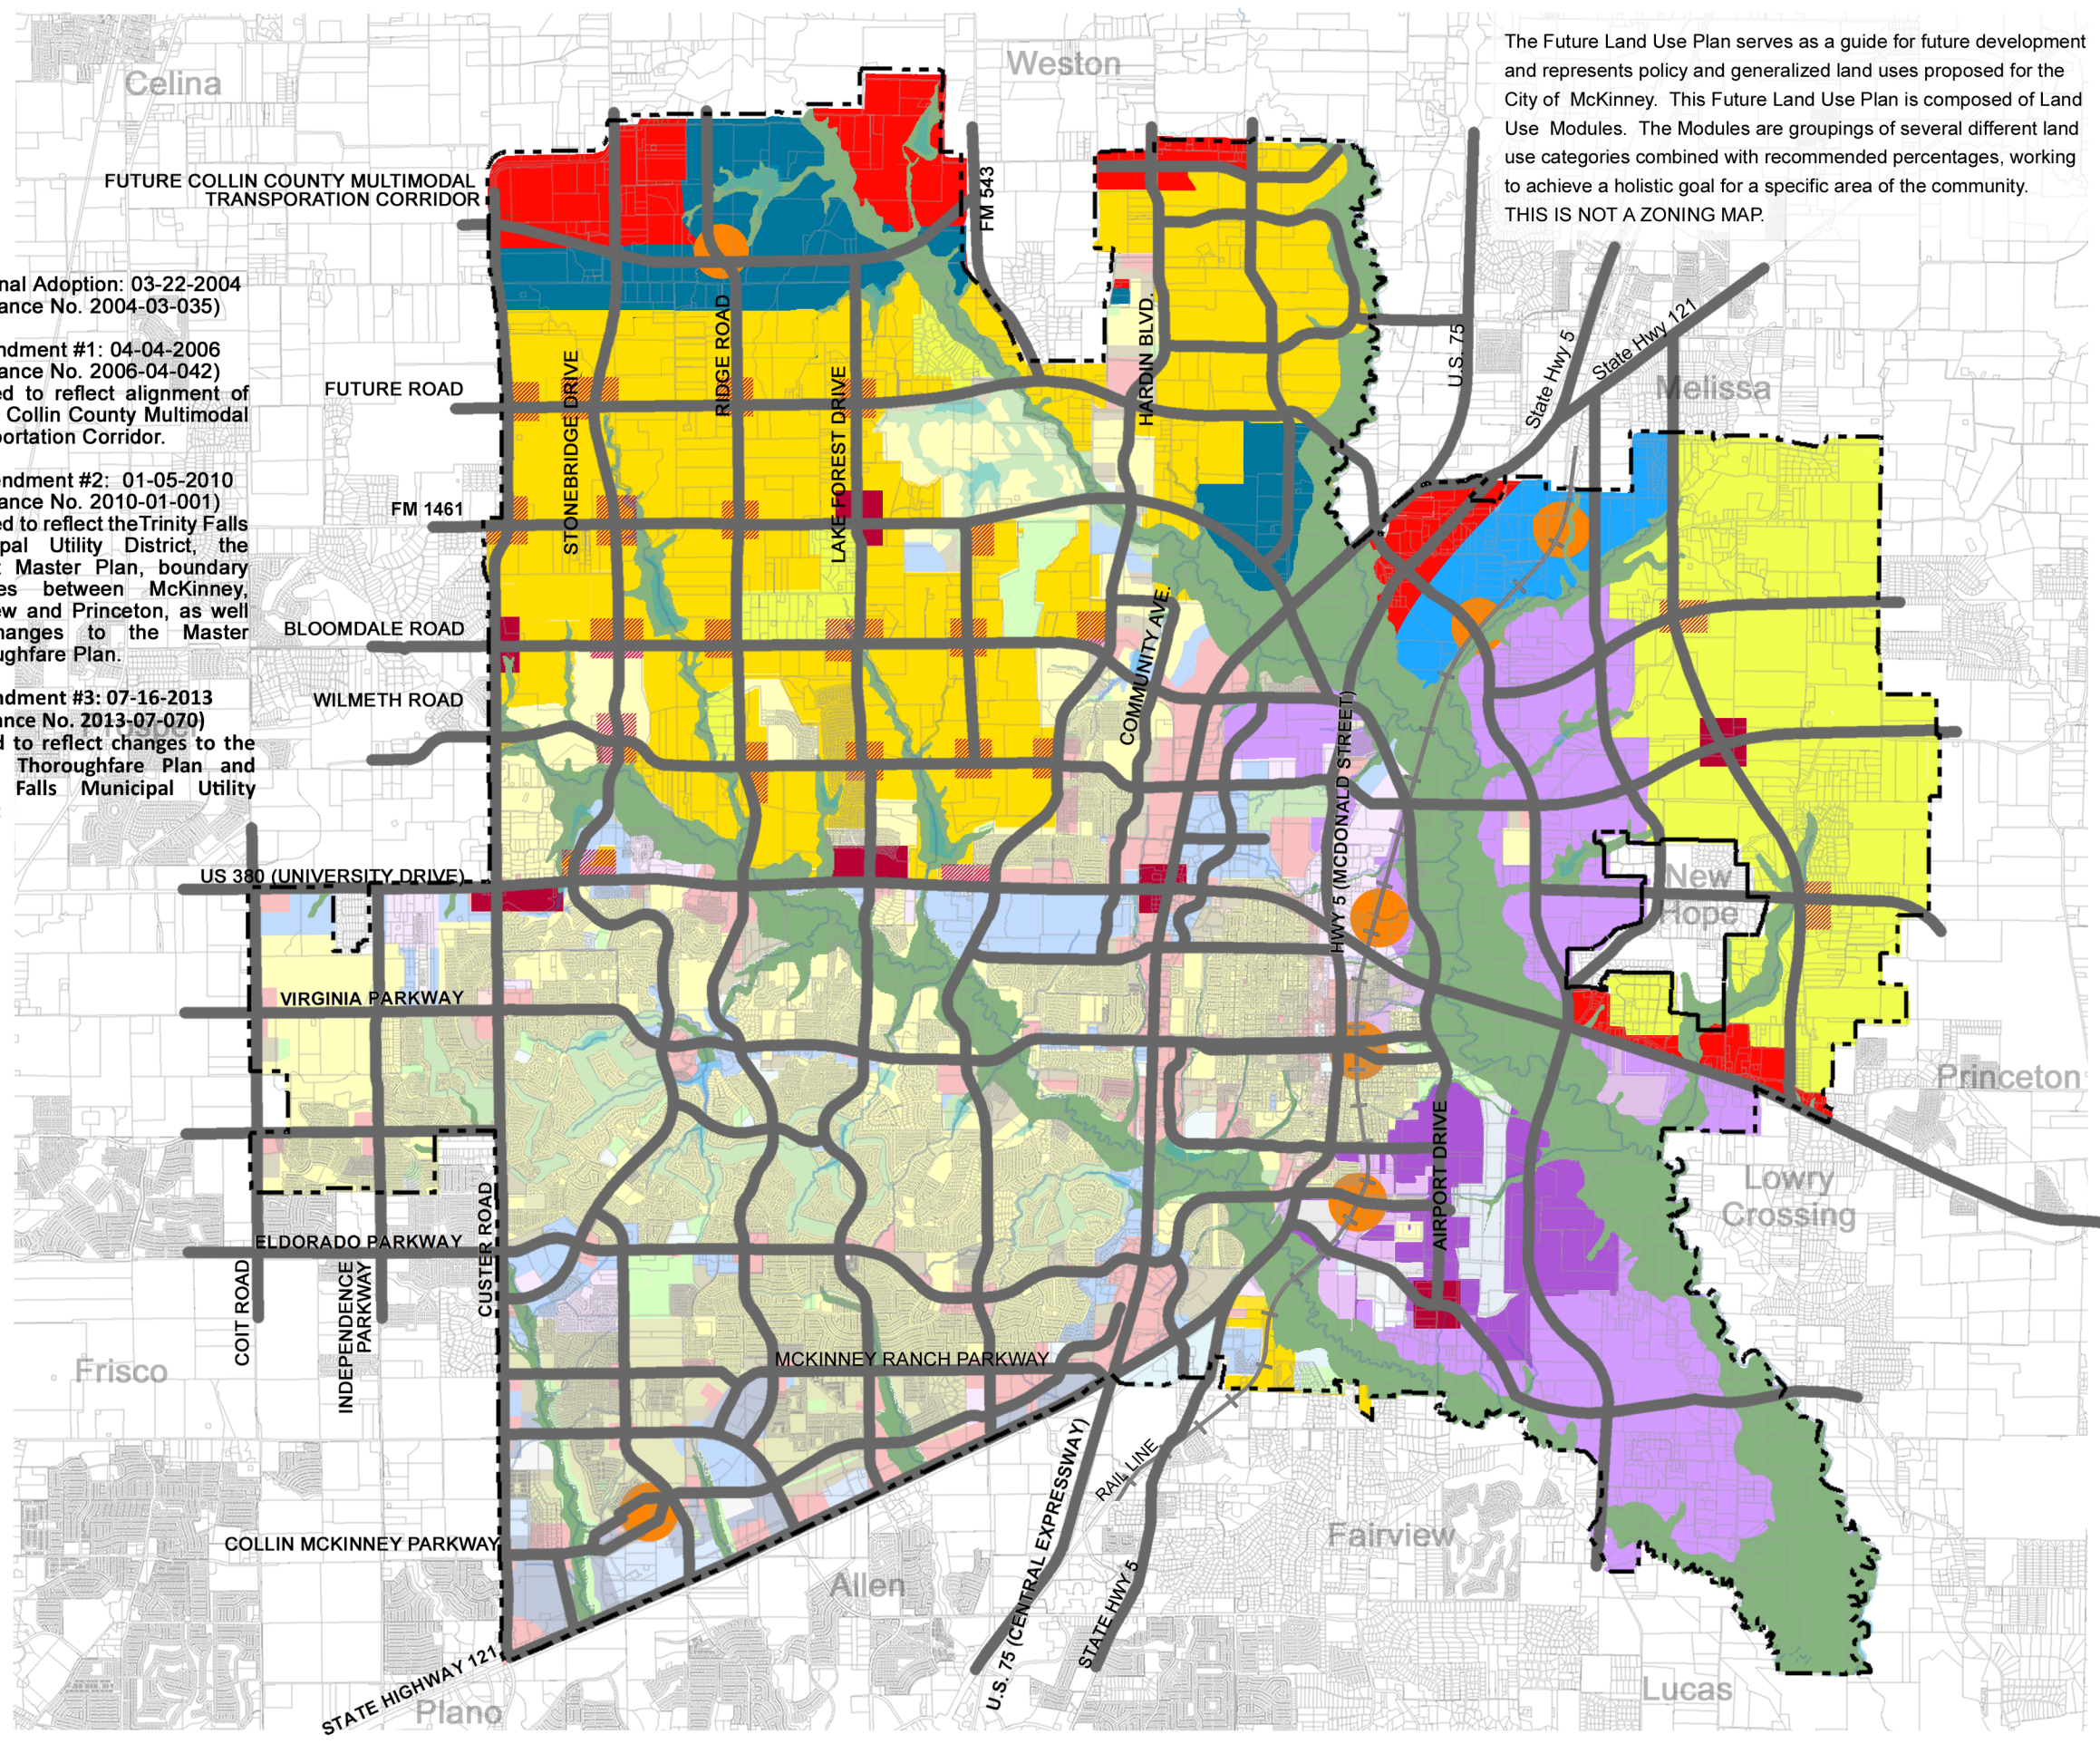 The Future Land Use Plan serves as a guide for future development
and represents policy and generalized land uses proposed for the
City of McKinney. This Future Land Use Plan is composed of Land
Use Modules. The Modules are groupings of several different land
use categories combined with recommended percentages, working
to achieve a holistic goal for a specific area of the community.
THIS IS NOT A ZONING MAP.
Celina
Weston
FUTURE COLLIN COUNTY MULTIMODAL
TRANSPORATION CORRIDOR
FM 543
nal Adoption: 03-22-2004
ance No. 2004-03-035)
ndment #1: 04-04-2006
ance No. 2006-04-042)
ed to reflect alignment of
Collin County Multimodal
portation Corridor.
endment #2: 01-05-2010
ance No. 2010-01-001)
ed to reflect theTrinity Falls
pal Utility District, the
t Master Plan, boundary
es between McKinney,
ew and Princeton, as well
hanges to the Master
ughfare Plan.
ndment #3: 07-16-2013
ance No. 2013-07-070)
d to reflect changes to the
Thoroughfare Plan and
Falls Municipal Utility
Prosper
FUTURE ROAD
FM 1461
BLOOMDALE ROAD
WILMETH ROAD
STONEBRIDGE DRIVE
RIDGE ROAD
LAKE FOREST DRIVE
HARDIN BLVD.
COMMUNITY AVE.
U.S. 75
State Hwy 5
State Hwy 121
Melissa
HWY 5 (MCDONALD STREET)
New
Hope
US 380 (UNIVERSITY DRIVE)
VIRGINIA PARKWAY
Princeton
AIRPORT DRIVE
Lowry
Crossing
ELDORADO PARKWAY
COIT ROAD
INDEPENDENCE
PARKWAY
CUSTER ROAD
MCKINNEY RANCH PARKWAY
Frisco
COLLIN MCKINNEY PARKWAY
RAIL LINE
U.S. 75 (CENTRAL EXPRESSWAY)
STATE HWY 5
Fairview
Allen
STATE HIGHWAY 121
Plano
Lucas